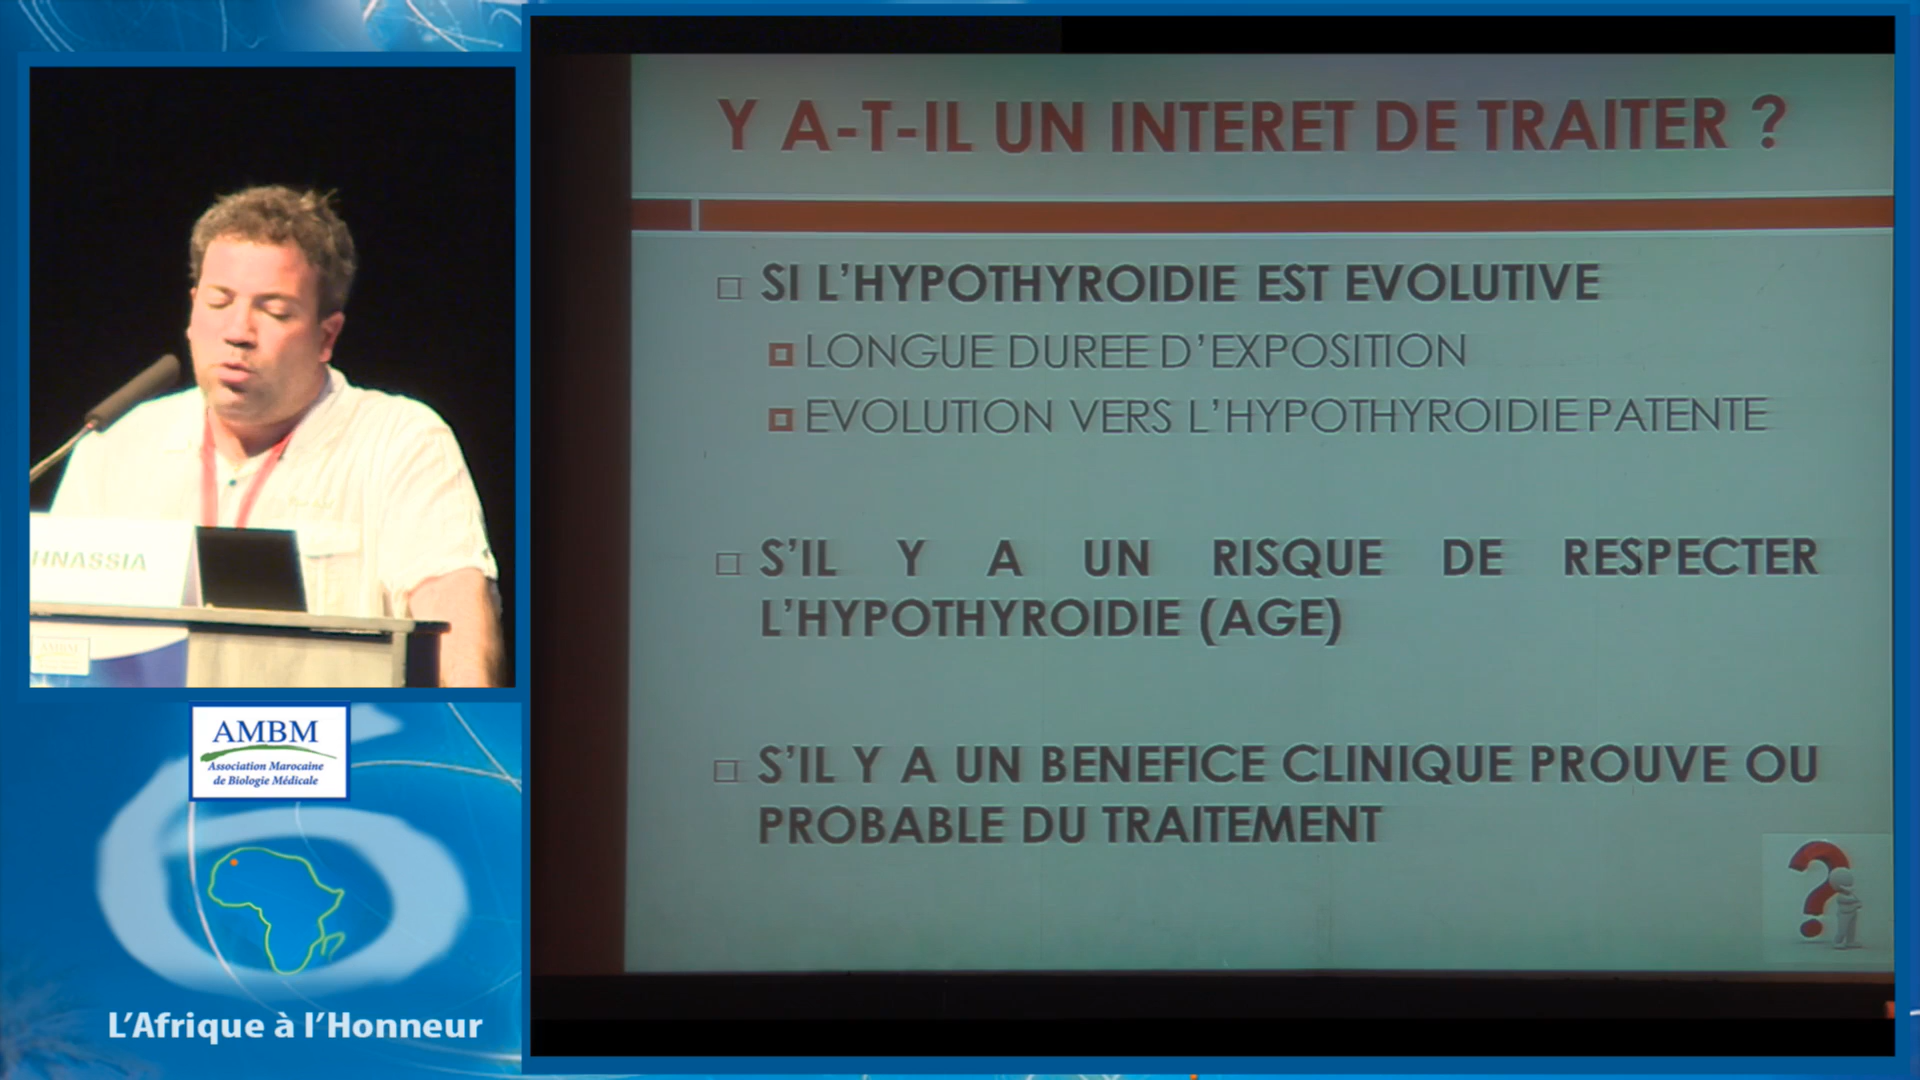 Y A-T-IL UN INTERET DE TRAITER ?
SI L'HYPOTHYROIDIE EST EVOLUTIVE
LONGUE DUREE D'EXPOSITION
EVOLUTION VERS L'HYPOTHYROIDIE PATENTE
S'IL Y A UN RISQUE DE RESPECTER
L'HYPOTHYROIDIE (AGE)
S'IL Y A UN BENEFICE CLINIQUE PROUVE OU
PROBABLE DU TRAITEMENT
HNASSIA
AMBM
AMBM
Association Marocaine
de Biologie Médicale
L'Afrique à l'Honneur